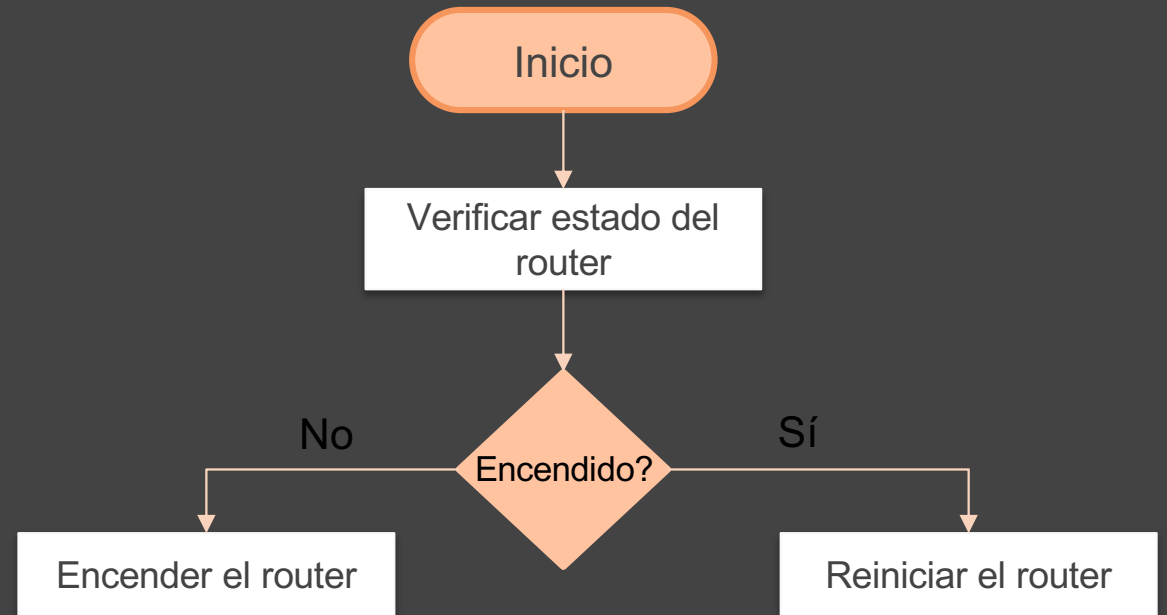 Inicio
Verificar estado del
router
No
Sí
Encendido?
Encender el router
Reiniciar el router